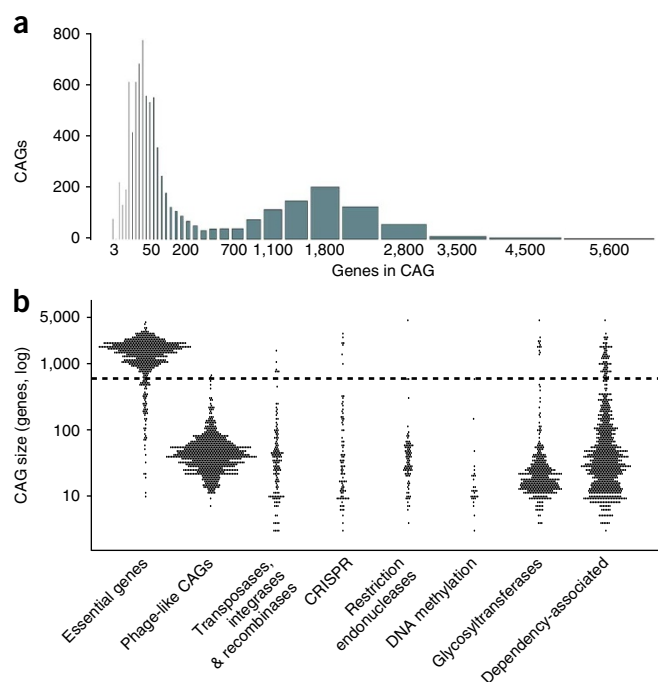 a
800
600
400
200
0
CAGs
3 50 200 700 1,100 1,800 2,800 3,500 4,500 5,600
Genes in CAG
b
5,000
1,000
100
10
CAG size (genes, log)
Essential genes
Phage-like CAGs
Transposases,
integrases
& recombinases
CRISPR
Restriction
endonucleases
DNA methylation
Glycosyltransferases
Dependency-associated